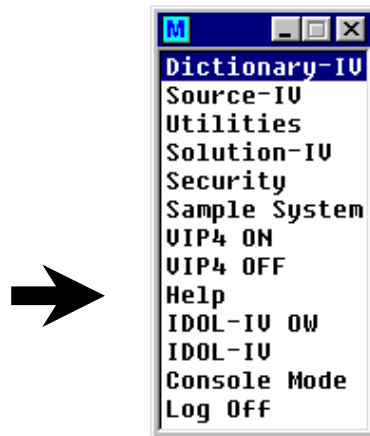 M
Dictionary-IV
Source-IV
Utilities
Solution-IV
Security
Sample System
VIP4 ON
VIP4 OFF
Help
IDOL-IV OW
IDOL-IV
Console Mode
Log Off